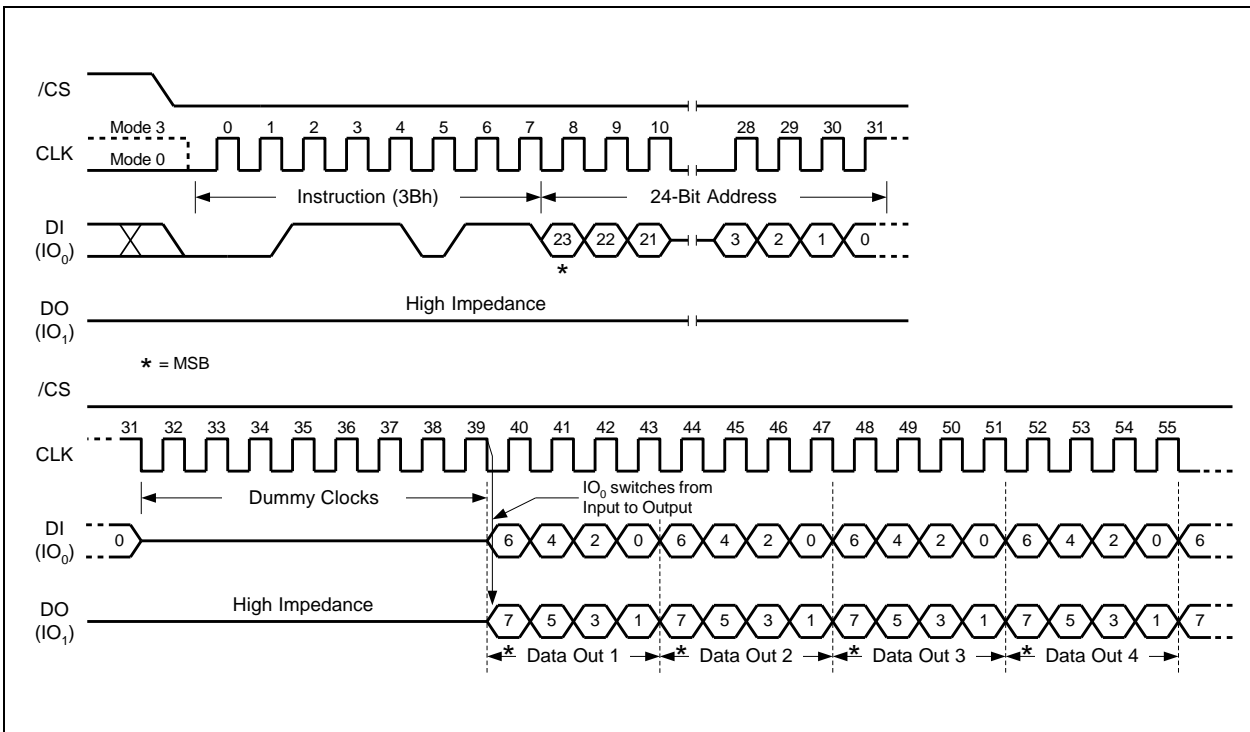 /CS
Mode 3 0 1 2 3 4 5 6 7 8 9 10 28 29 30 31
CLK
Mode 0
Instruction (3Bh) 24-Bit Address
DI
(IO0)
23 22 21 3 2 1 0
*
High Impedance
DO
(IO1)
* = MSB
/CS
31 32 33 34 35 36 37 38 39 40 41 42 43 44 45 46 47 48 49 50 51 52 53 54 55
CLK
Dummy Clocks
IO0 switches from
Input to Output
DI
(IO0)
0 6 4 2 0 6 4 2 0 6 4 2 0 6 4 2 0 6
High Impedance
DO
(IO1)
7 5 3 1 7 5 3 1 7 5 3 1 7 5 3 1 7
* Data Out 1 * Data Out 2 * Data Out 3 * Data Out 4